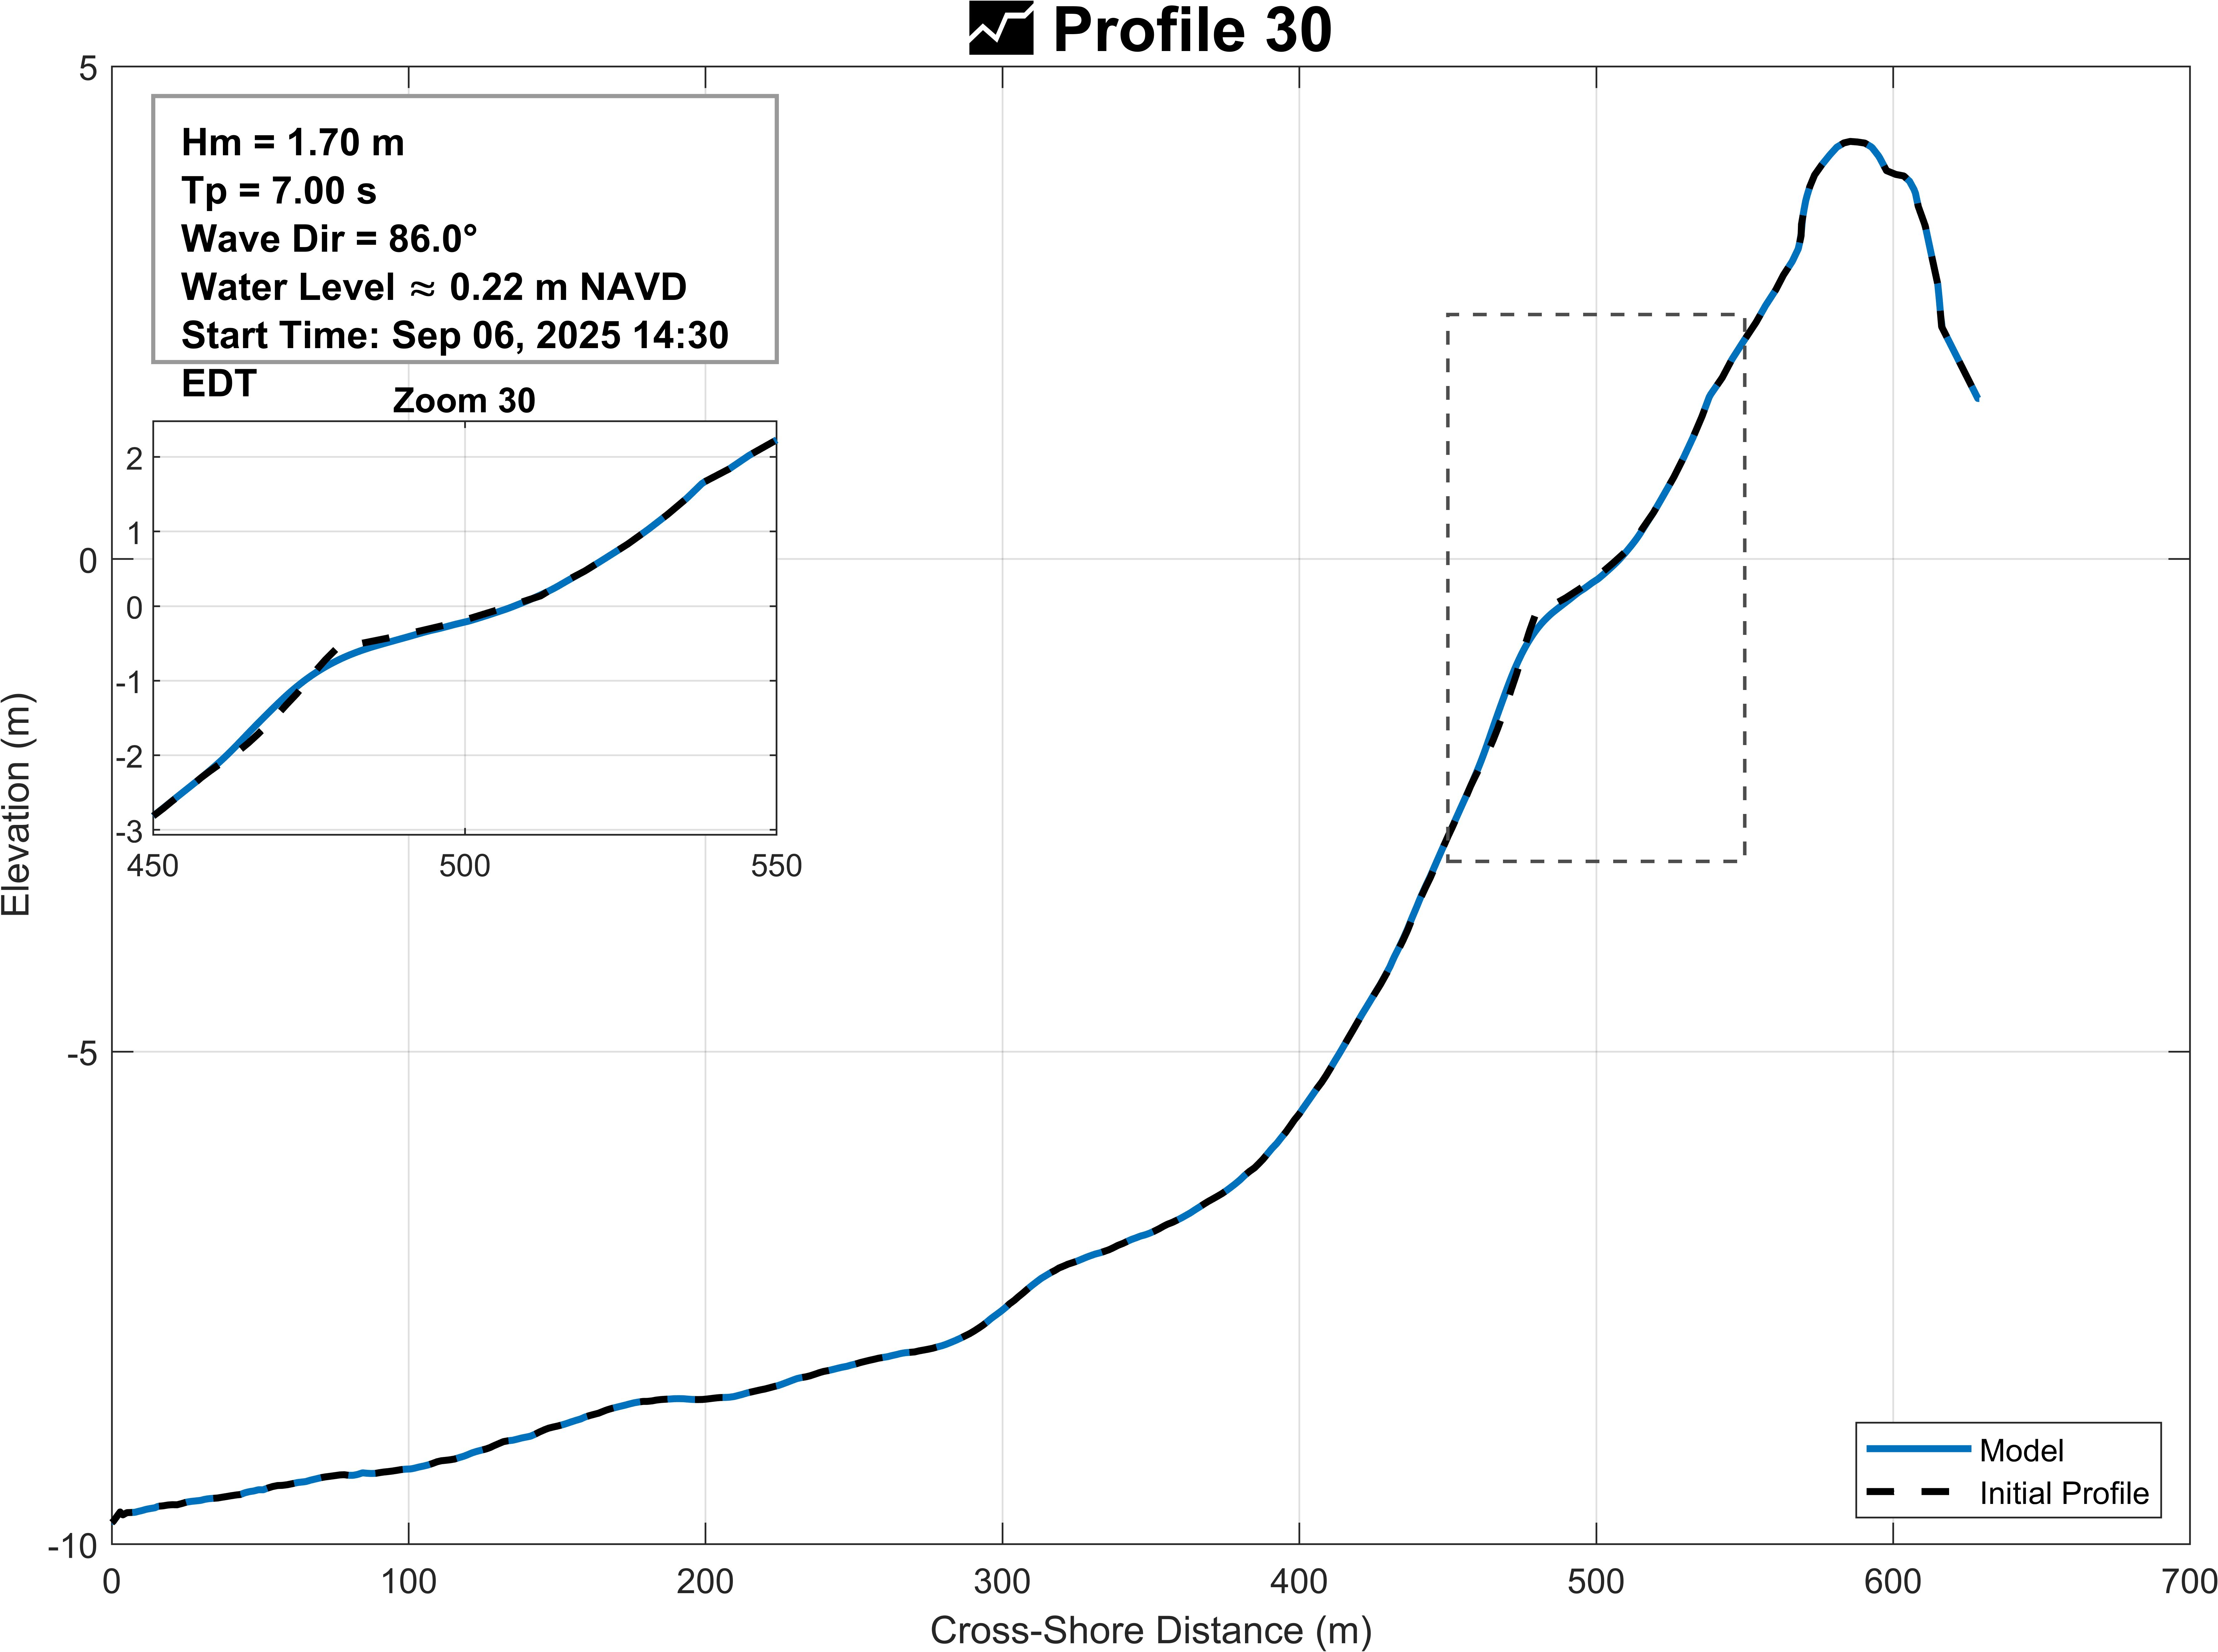 Profile 30
5
Hm = 1.70 m
Tp = 7.00 s
Wave Dir = 86.0°
Water Level ≈ 0.22 m NAVD
Start Time: Sep 06, 2025 14:30
EDT
Zoom 30
2
1
0
-1
-2
-3
450 500 550
0
-5
-10
Elevation (m)
0 100 200 300 400 500 600 700
Cross-Shore Distance (m)
Model
Initial Profile